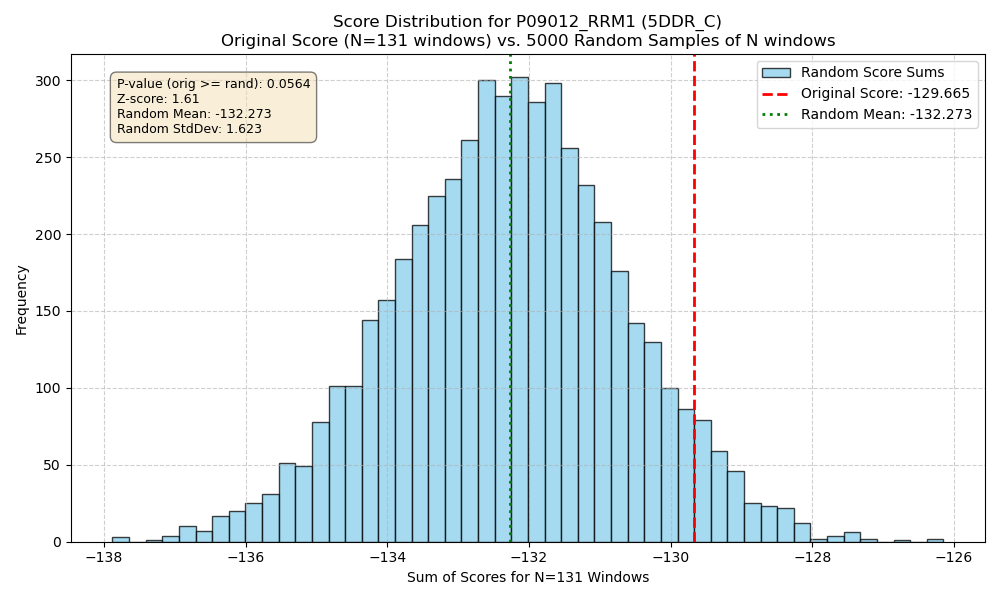 Score Distribution for P09012_RRM1 (5DDR_C)
Original Score (N=131 windows) vs. 5000 Random Samples of N windows
P-value (orig >= rand): 0.0564
Z-score: 1.61
Random Mean: -132.273
Random StdDev: 1.623
Random Score Sums
Original Score: -129.665
Random Mean: -132.273
Frequency
300
250
200
150
100
50
0
−138 −136 −134 −132 −130 −128 −126
Sum of Scores for N=131 Windows